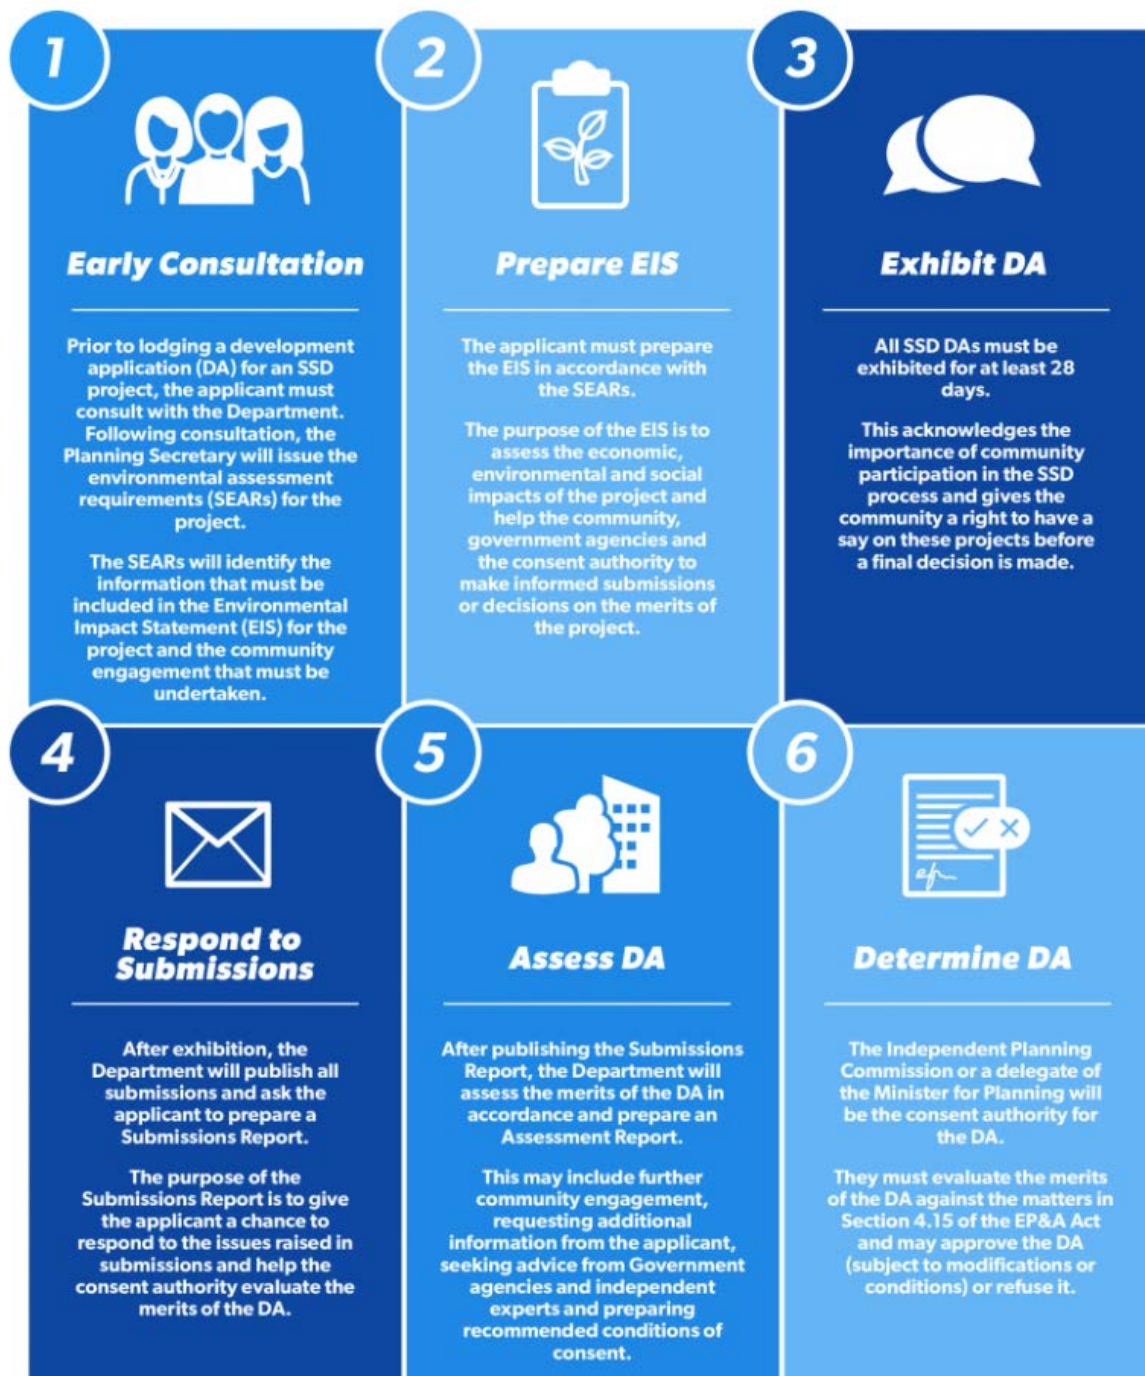 1
Early Consultation
Prior to lodging a development
application (DA) for an SSD
project, the applicant must
consult with the Department.
Following consultation, the
Planning Secretary will issue the
environmental assessment
requirements (SEARs) for the
project.
The SEARs will identify the
information that must be
included in the Environmental
Impact Statement (EIS) for the
project and the community
engagement that must be
undertaken.
2
Prepare EIS
The applicant must prepare
the EIS in accordance with
the SEARs.
The purpose of the EIS is to
assess the economic,
environmental and social
impacts of the project and
help the community,
government agencies and
the consent authority to
make informed submissions
or decisions on the merits of
the project.
3
Exhibit DA
All SSD DAs must be
exhibited for at least 28
days.
This acknowledges the
importance of community
participation in the SSD
process and gives the
community a right to have a
say on these projects before
a final decision is made.
4
Respond to
Submissions
After exhibition, the
Department will publish all
submissions and ask the
applicant to prepare a
Submissions Report.
The purpose of the
Submissions Report is to give
the applicant a chance to
respond to the issues raised in
submissions and help the
consent authority evaluate the
merits of the DA.
5
Assess DA
After publishing the Submissions
Report, the Department will
assess the merits of the DA in
accordance and prepare an
Assessment Report.
This may include further
community engagement,
requesting additional
information from the applicant,
seeking advice from Government
agencies and independent
experts and preparing
recommended conditions of
consent.
6
Determine DA
The Independent Planning
Commission or a delegate of
the Minister for Planning will
be the consent authority for
the DA.
They must evaluate the merits
of the DA against the matters in
Section 4.15 of the EP&A Act
and may approve the DA
(subject to modifications or
conditions) or refuse it.